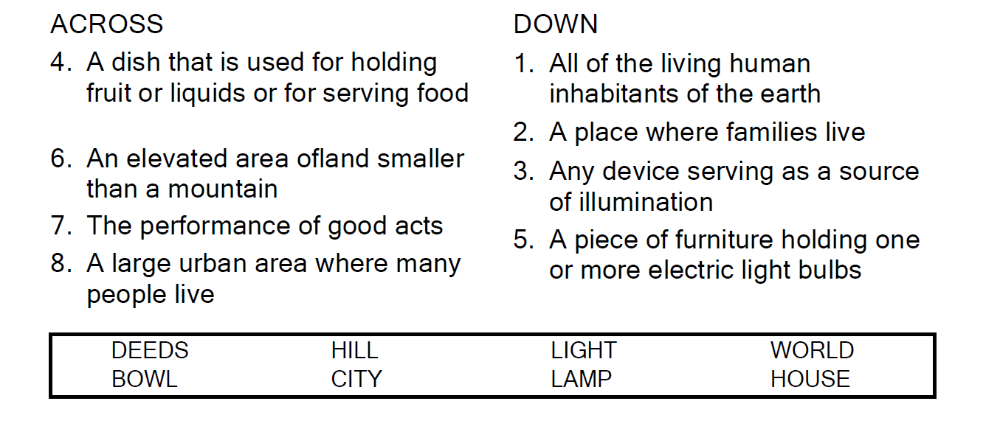 ACROSS
4. A dish that is used for holding
fruit or liquids or for serving food
6. An elevated area ofland smaller
than a mountain
7. The performance of good acts
8. A large urban area where many
people live
DOWN
1. All of the living human
inhabitants of the earth
2. A place where families live
3. Any device serving as a source
of illumination
5. A piece of furniture holding one
or more electric light bulbs
DEEDS HILL LIGHT WORLD
BOWL CITY LAMP HOUSE